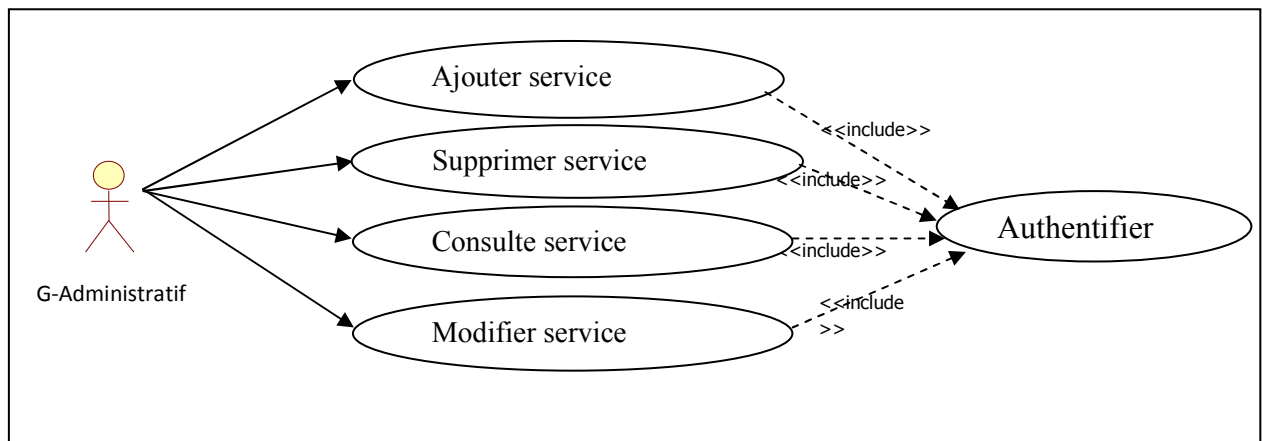 Ajouter service
<<include>>
Supprimer service
<<include>>
Consulte service
<<include>>
Authentifier
Modifier service
<<include
>>
G-Administratif